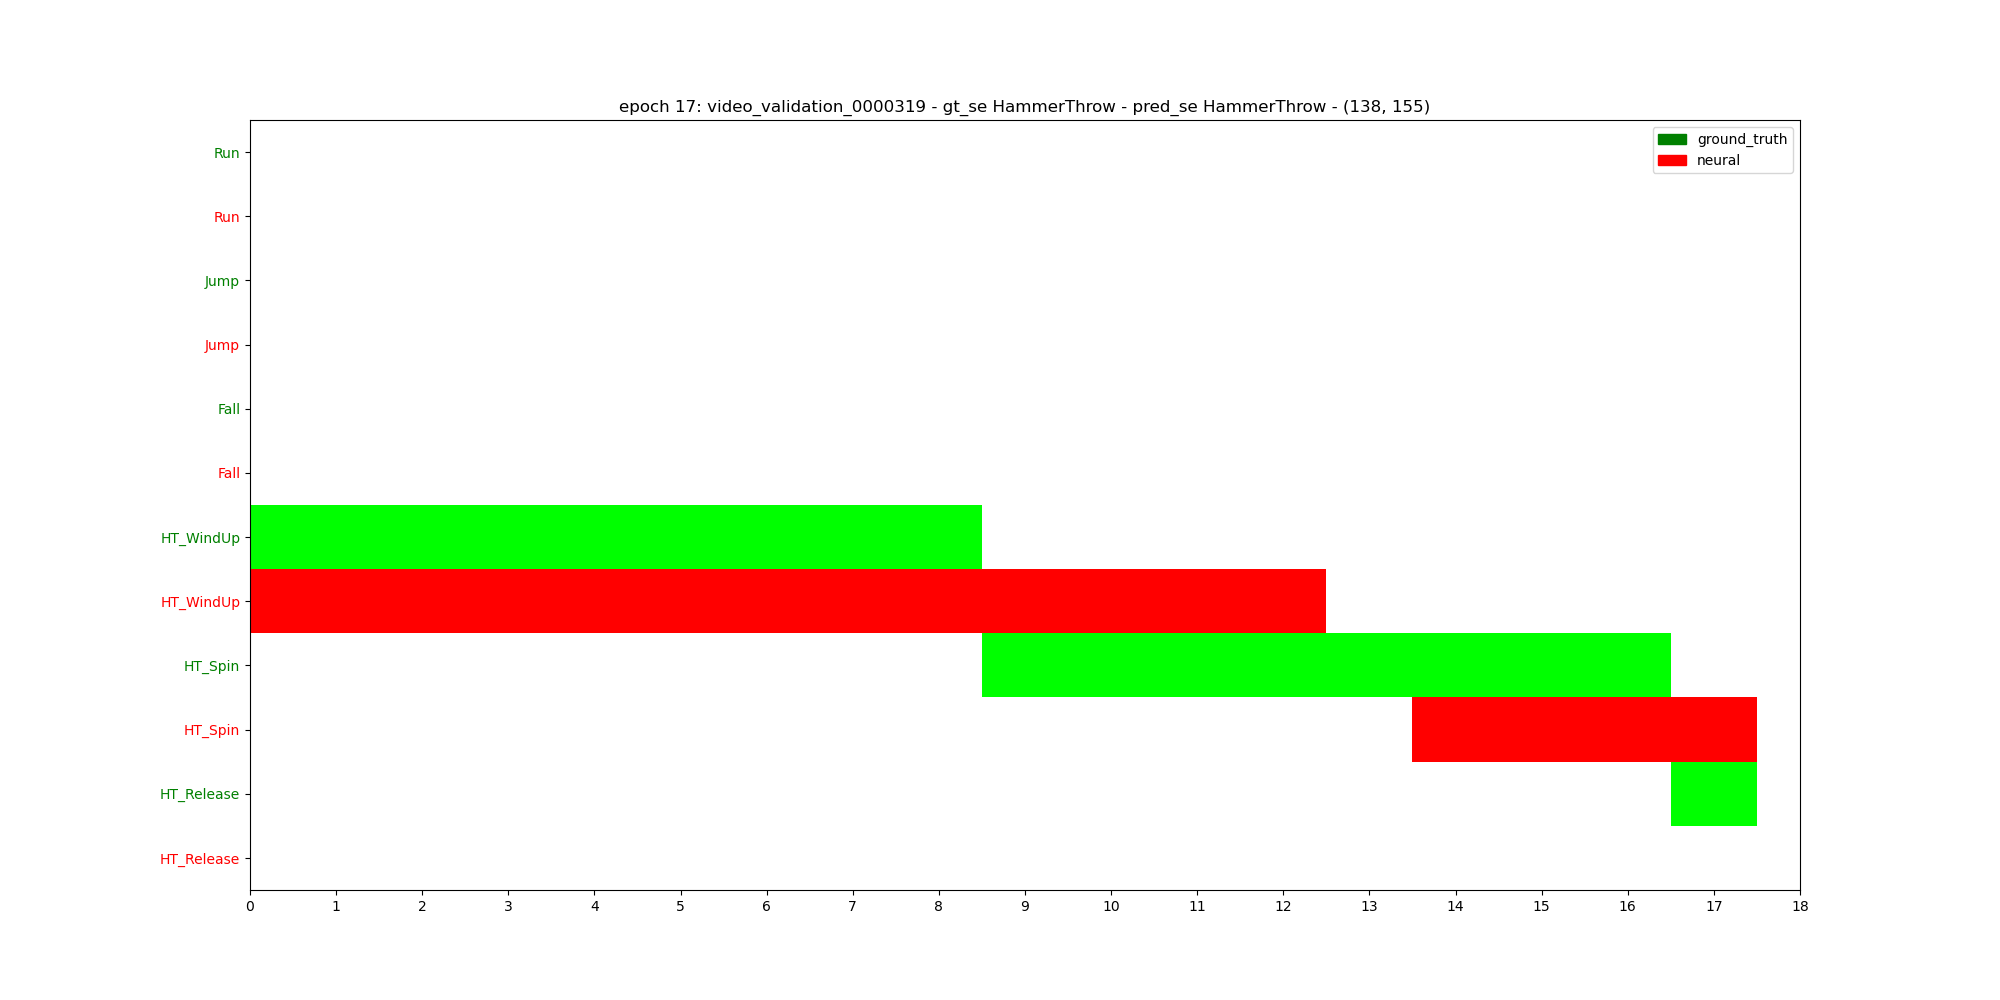 epoch 17: video_validation_0000319 - gt_se HammerThrow - pred_se HammerThrow - (138, 155)
ground_truth
neural
Run
Run
Jump
Jump
Fall
Fall
HT_WindUp
HT_WindUp
HT_Spin
HT_Spin
HT_Release
HT_Release
0 1 2 3 4 5 6 7 8 9 10 11 12 13 14 15 16 17 18